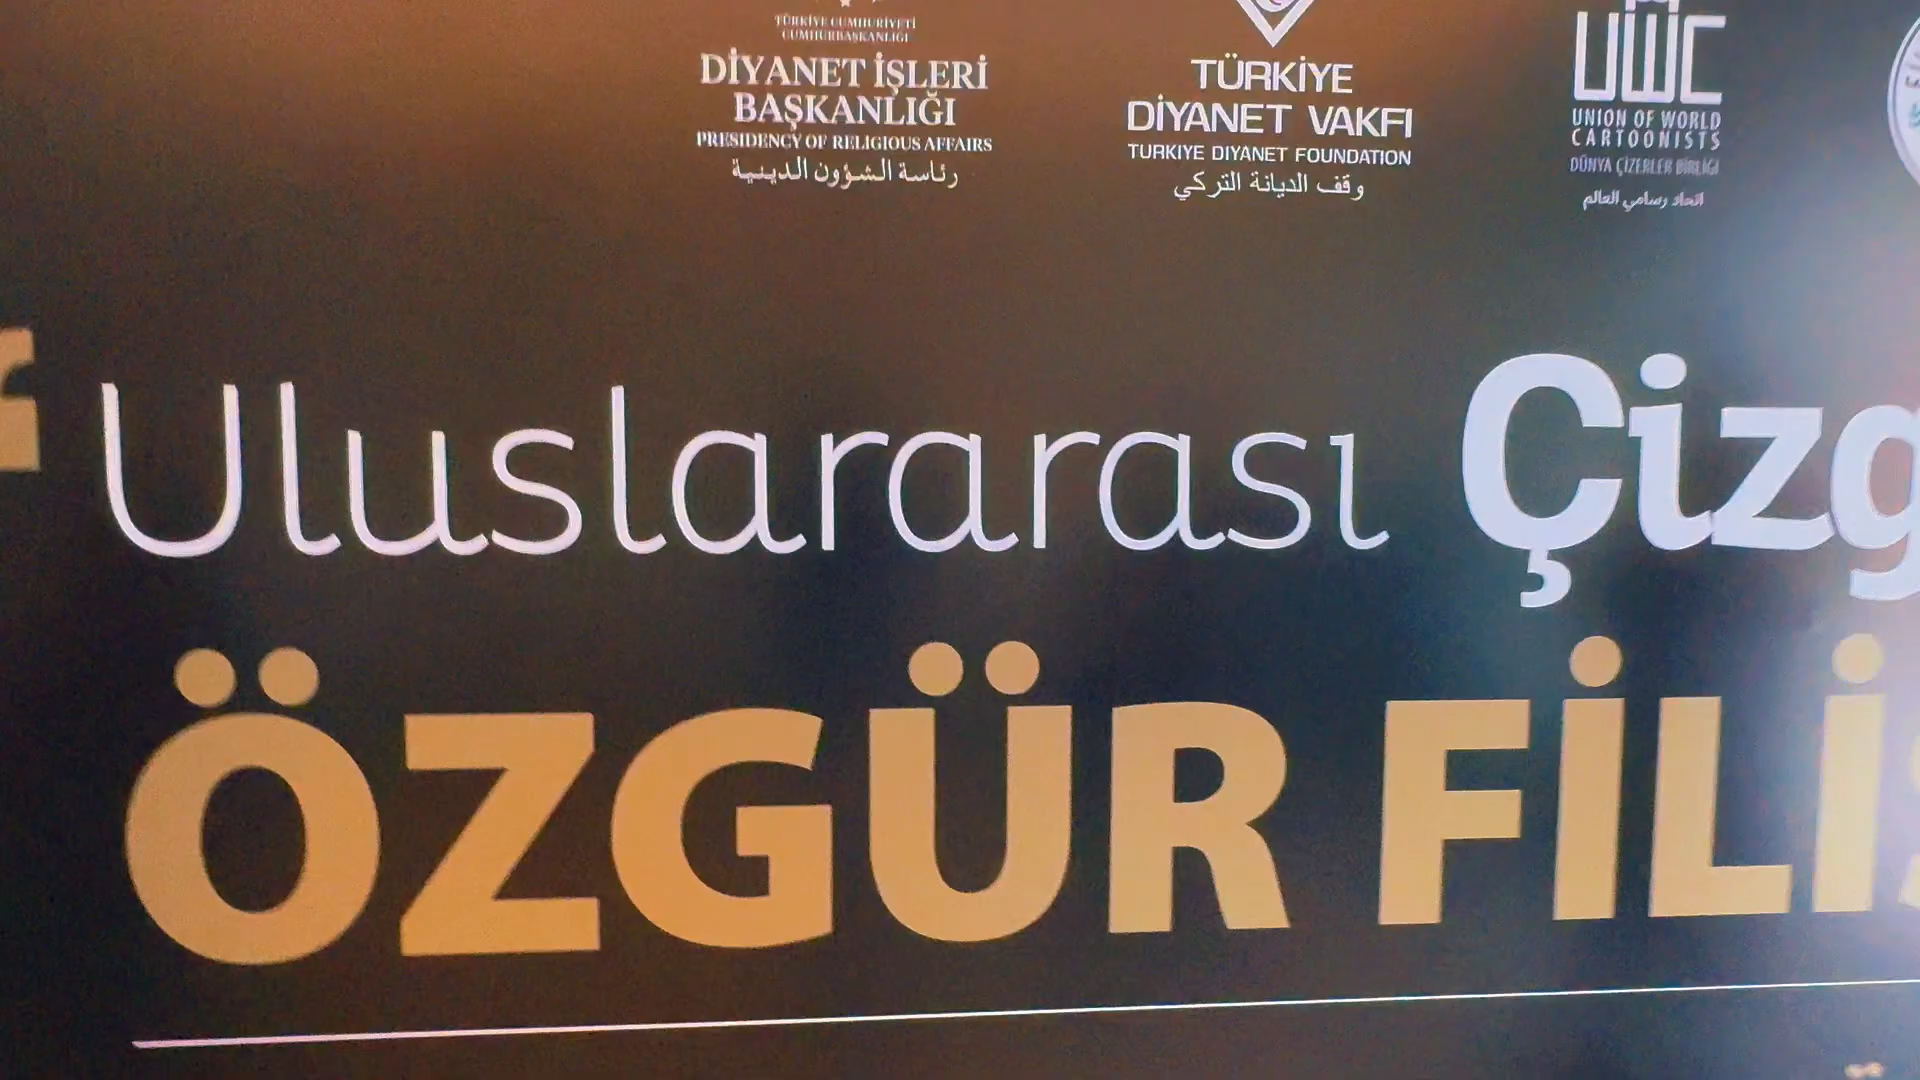 TÜRKİYE CUMHURİYETİ
CUMHURBAŞKANLIĞI
DİYANET İŞLERİ
BAŞKANLIĞI
PRESIDENCY OF RELIGIOUS AFFAIRS
رئاسة الشؤون الدينية
TÜRKİYE
DİYANET VAKFI
TURKIYE DIYANET FOUNDATION
وقف الديانة التركي
UWC
UNION OF WORLD
CARTOONISTS
DÜNYA ÇİZERLER BİRLİĞİ
اتحاد رسامي العالم
Uluslararası Çizg
ÖZGÜR FİLİS